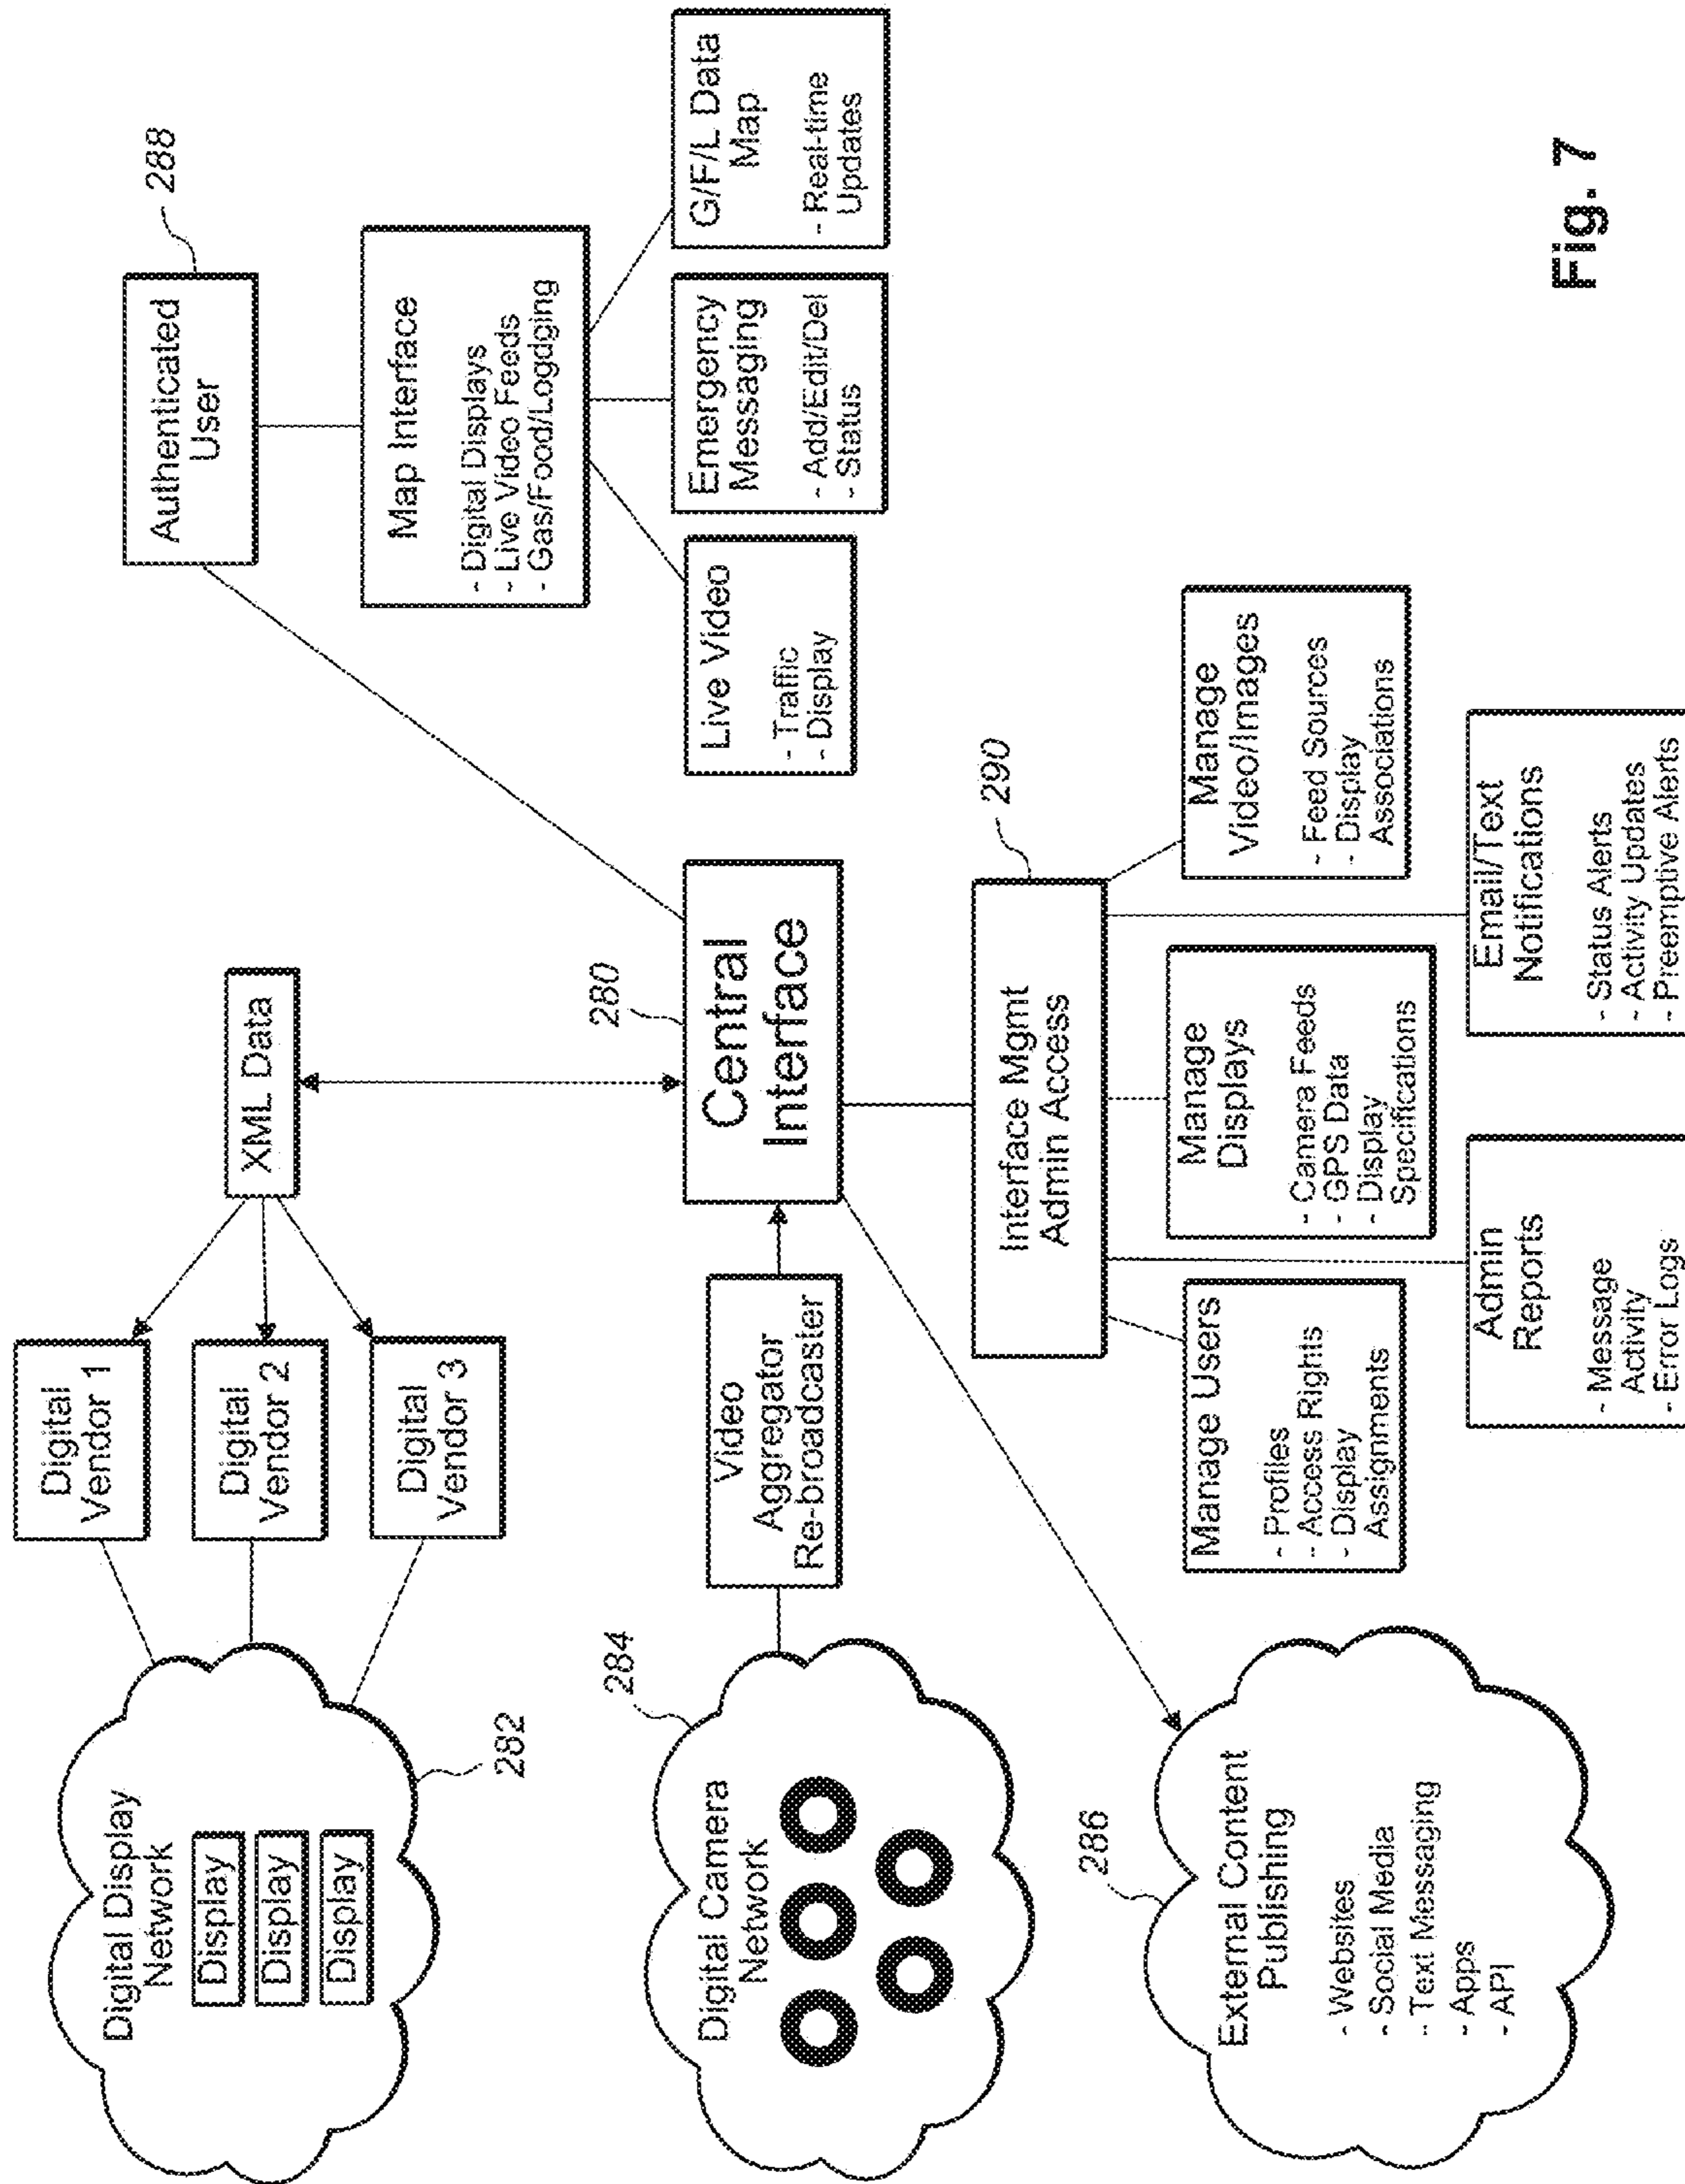 Digital Display
Network
Display
Display
Display
282
Digital
Vendor 1
Digital
Vendor 2
Digital
Vendor 3
XML Data
Authenticated
User
288
Map Interface
- Digital Displays
- Live Video Feeds
- Gas/Food/Logdging
Live Video
- Traffic
- Display
Emergency
Messaging
- Add/Edit/Del
- Status
G/F/L Data
Map
- Real-time
Updates
Digital Camera
Network
284
Video
Aggregator
Re-broadcaster
280
Central
Interface
External Content
Publishing
286
- Websites
- Social Media
- Text Messaging
- Apps
- API
290
Interface Mgmt
Admin Access
Manage Users
- Profiles
- Access Rights
- Display
Assignments
Manage
Displays
- Camera Feeds
- GPS Data
- Display
Specifications
Manage
Video/Images
- Feed Sources
- Display
Associations
Admin
Reports
- Message
Activity
- Error Logs
Email/Text
Notifications
- Status Alerts
- Activity Updates
- Preemptive Alerts
Fig. 7